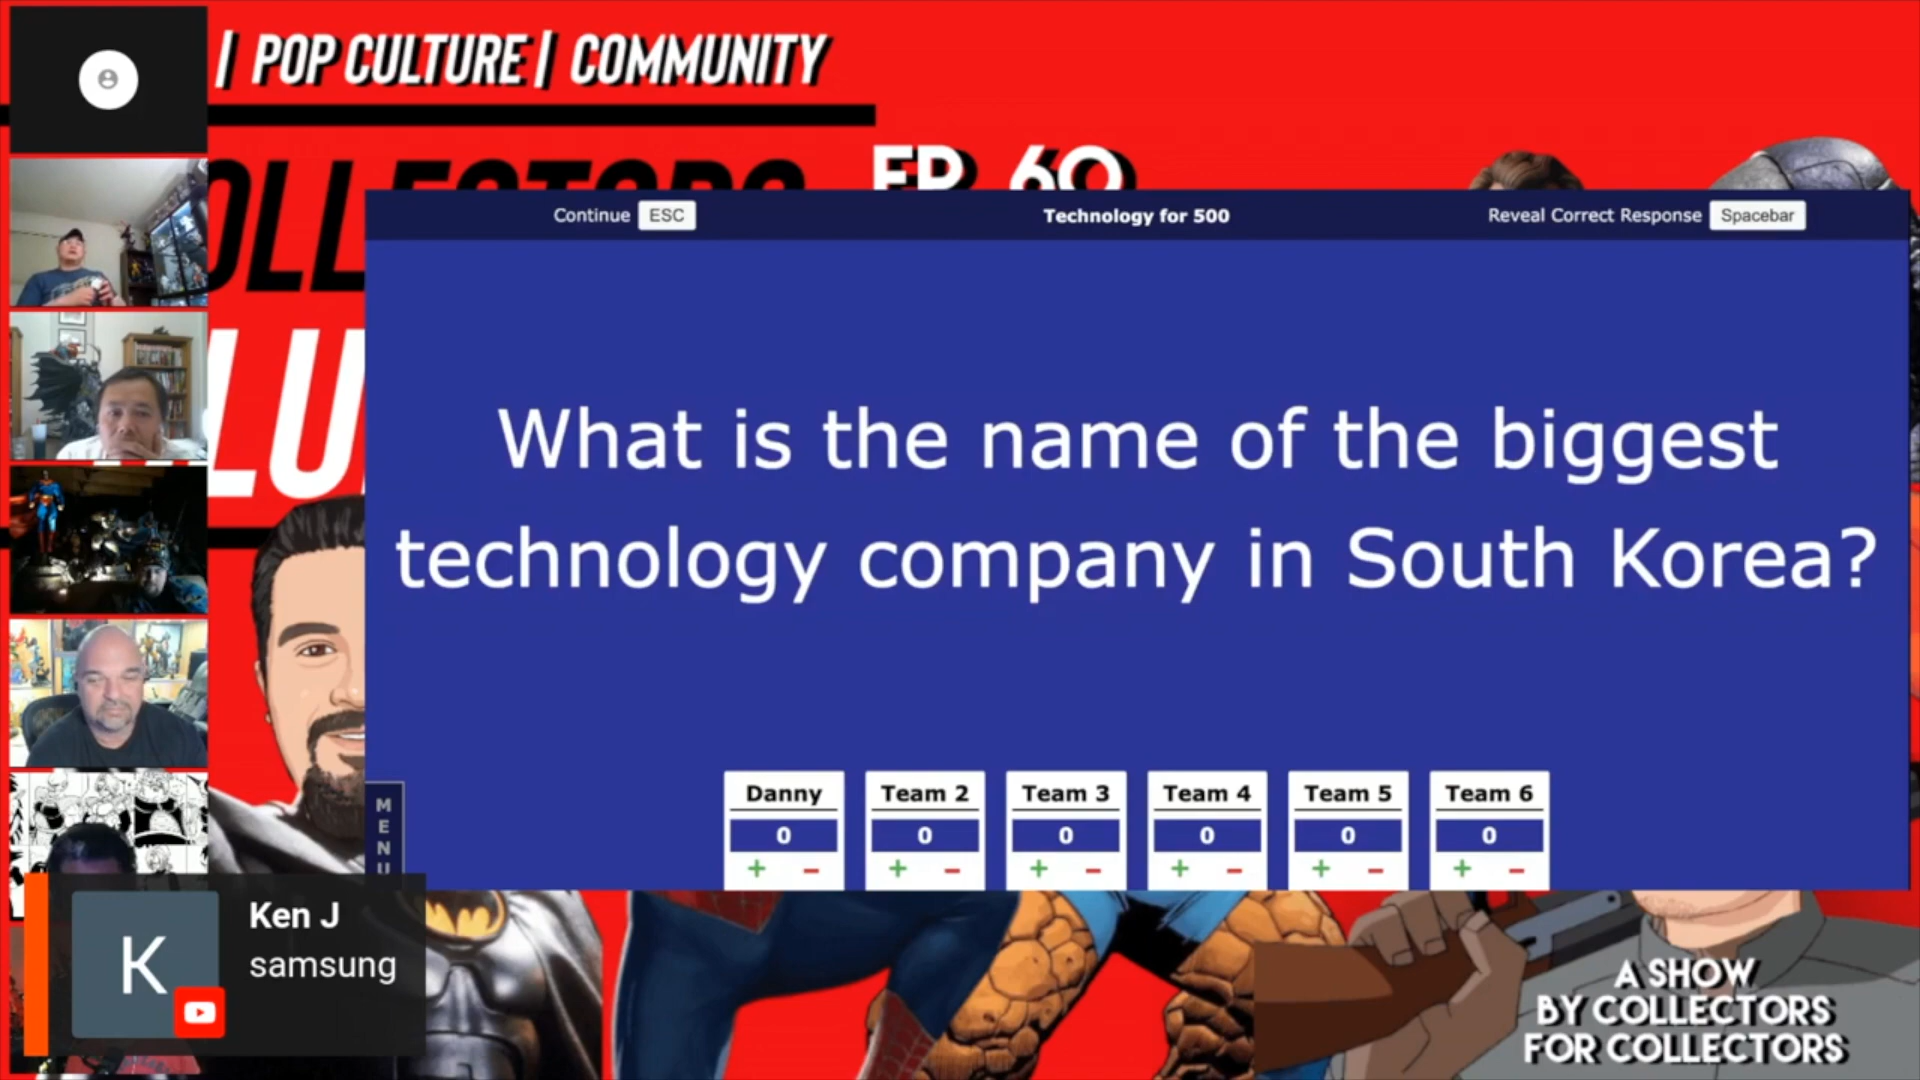 | POP CULTURE | COMMUNITY
EP. 60
Continue ESC
Technology for 500
Reveal Correct Response Spacebar
What is the name of the biggest
technology company in South Korea?
MENU
Danny Team 2 Team 3 Team 4 Team 5 Team 6
0 0 0 0 0 0
+ - + - + - + - + - + -
K
Ken J
samsung
A SHOW
BY COLLECTORS
FOR COLLECTORS